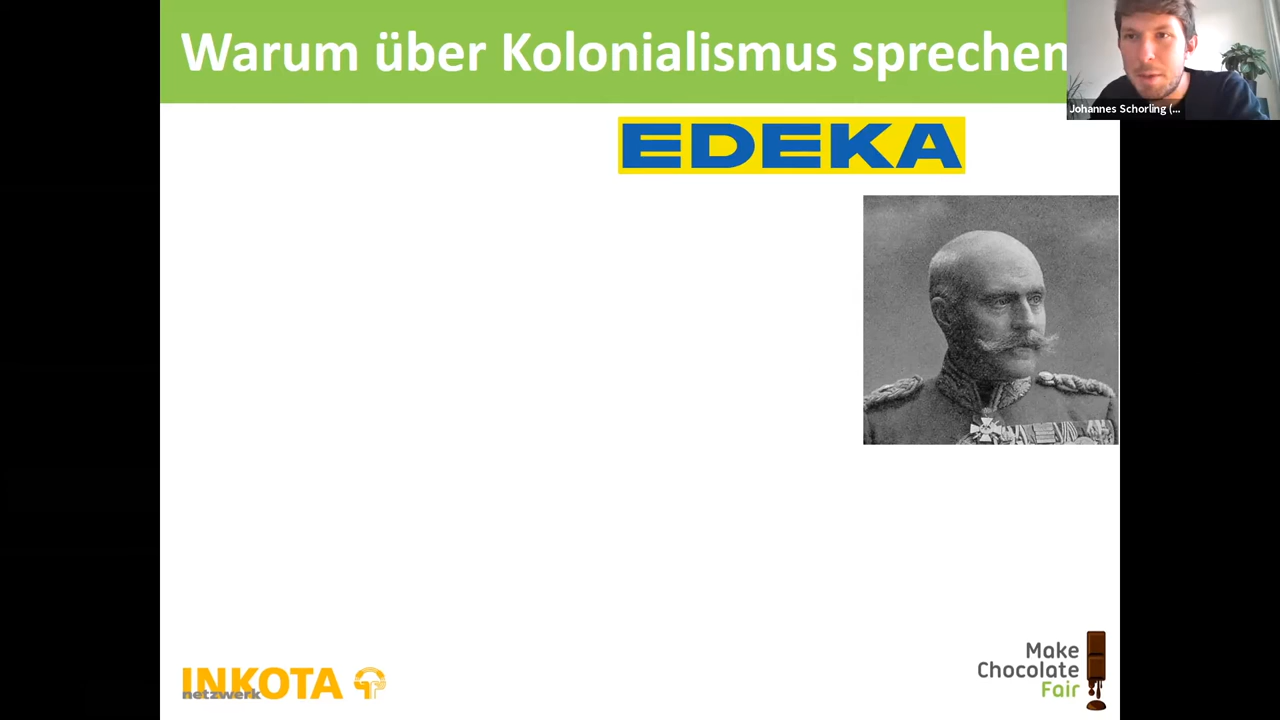 Warum über Kolonialismus sprechen
Johannes Schorling (...
EDEKA
INKOTA
netzwerk
Make
Chocolate
Fair